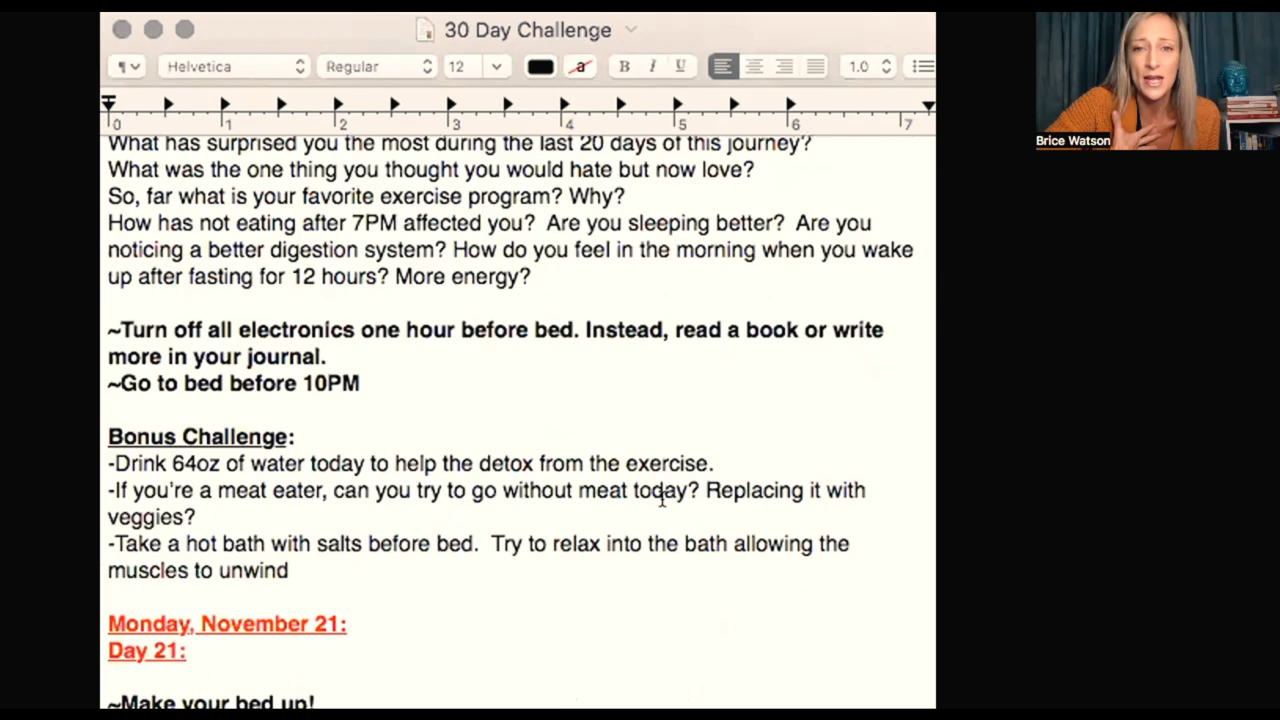 30 Day Challenge
Helvetica Regular 12 a B I U 1.0
0 1 2 3 4 5 6 7
What has surprised you the most during the last 20 days of this journey?
What was the one thing you thought you would hate but now love?
So, far what is your favorite exercise program? Why?
How has not eating after 7PM affected you?  Are you sleeping better?  Are you
noticing a better digestion system? How do you feel in the morning when you wake
up after fasting for 12 hours? More energy?
~Turn off all electronics one hour before bed. Instead, read a book or write
more in your journal.
~Go to bed before 10PM
Bonus Challenge:
-Drink 64oz of water today to help the detox from the exercise.
-If you're a meat eater, can you try to go without meat today? Replacing it with
veggies?
-Take a hot bath with salts before bed.  Try to relax into the bath allowing the
muscles to unwind
Monday, November 21:
Day 21:
~Make your bed up!
Brice Watson